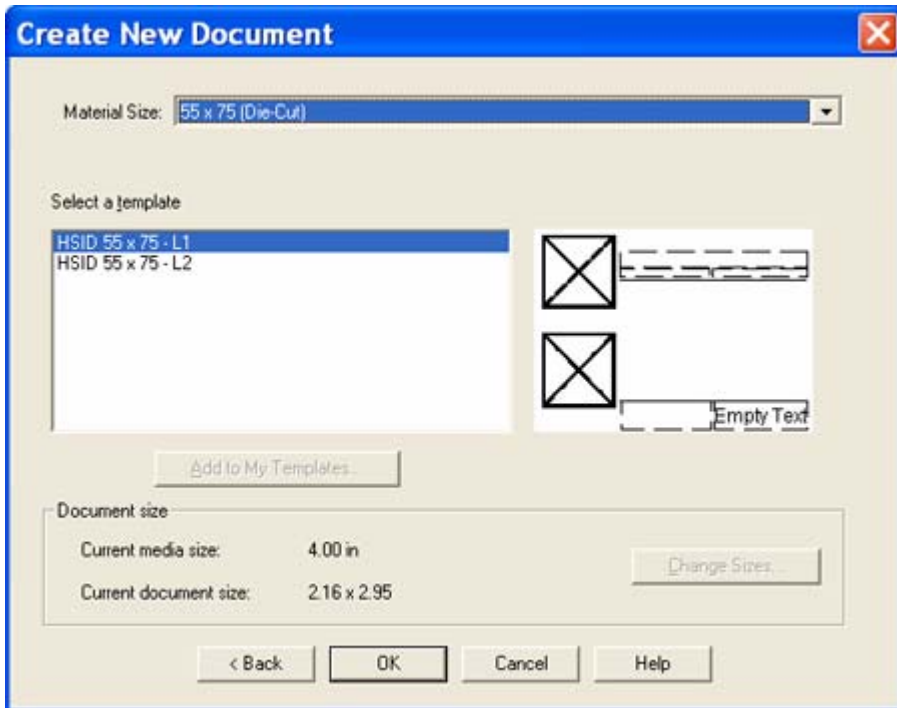 Create New Document
Material Size: 55 x 75 (Die-Cut)
Select a template
HSID 55 x 75 - L1
HSID 55 x 75 - L2
Empty Text
Add to My Templates...
Document size
Current media size: 4.00 in
Change Sizes...
Current document size: 2.16 x 2.95
< Back OK Cancel Help